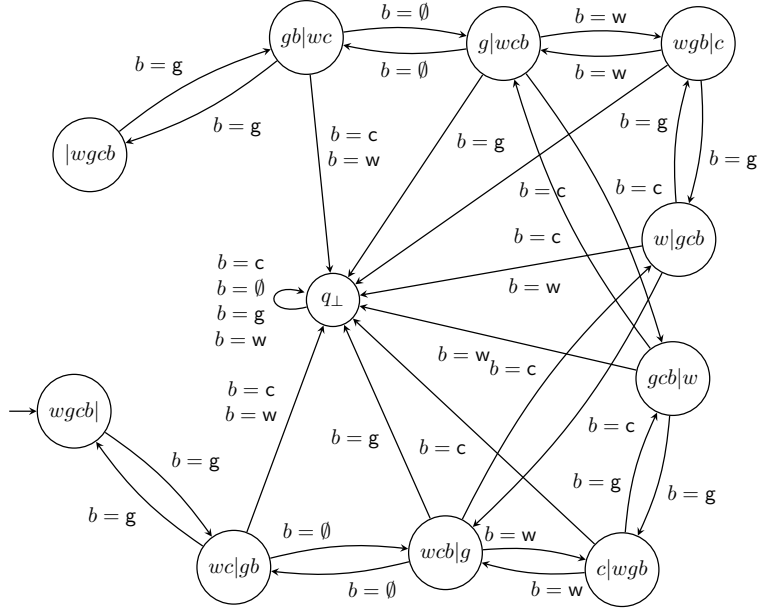 b = ∅
b = w
gb|wc
g|wcb
wgb|c
b = g
b = ∅
b = w
b = g
b = c
b = w
b = g
b = g
|wgcb
b = g
b = c
b = c
b = c
w|gcb
b = c
b = ∅
b = g
b = w
q⊥
b = w
b = w
b = c
gcb|w
b = c
b = w
wgcb|
b = c
b = g
b = g
b = c
b = g
b = g
b = g
b = ∅
b = w
wc|gb
wcb|g
c|wgb
b = ∅
b = w